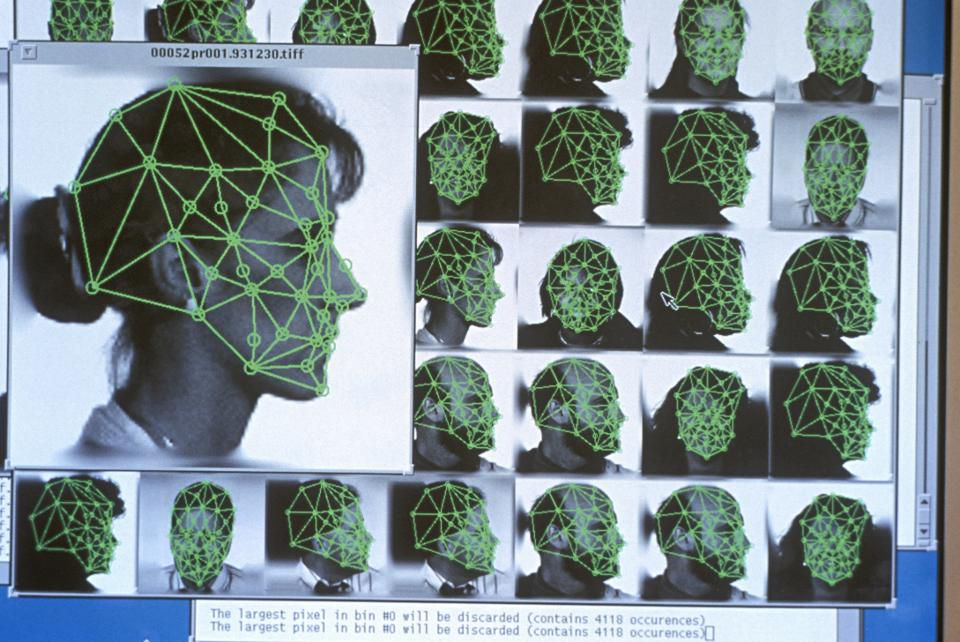 00052pr001.931230.tiff
The largest pixel in bin #0 will be discarded (contains 4118 occurences)
The largest pixel in bin #0 will be discarded (contains 4118 occurences)